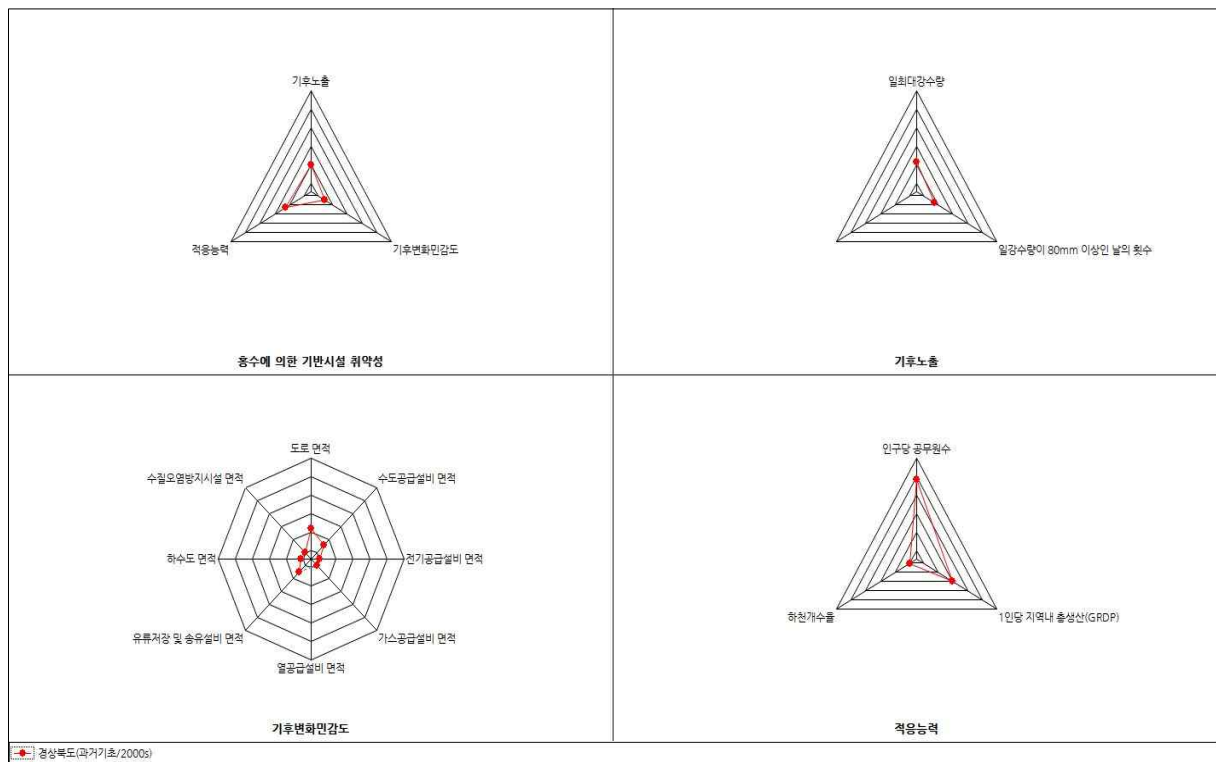 기후노출
적응능력
기후변화민감도
홍수에 의한 기반시설 취약성
일최대강수량
일강수량이 80mm 이상인 날의 횟수
기후노출
도로 면적
수질오염방지시설 면적
수도공급설비 면적
하수도 면적
전기공급설비 면적
유류저장 및 송유설비 면적
가스공급설비 면적
열공급설비 면적
기후변화민감도
인구당 공무원수
하천개수율
1인당 지역내 총생산(GRDP)
적응능력
경상북도(과거기초/2000s)